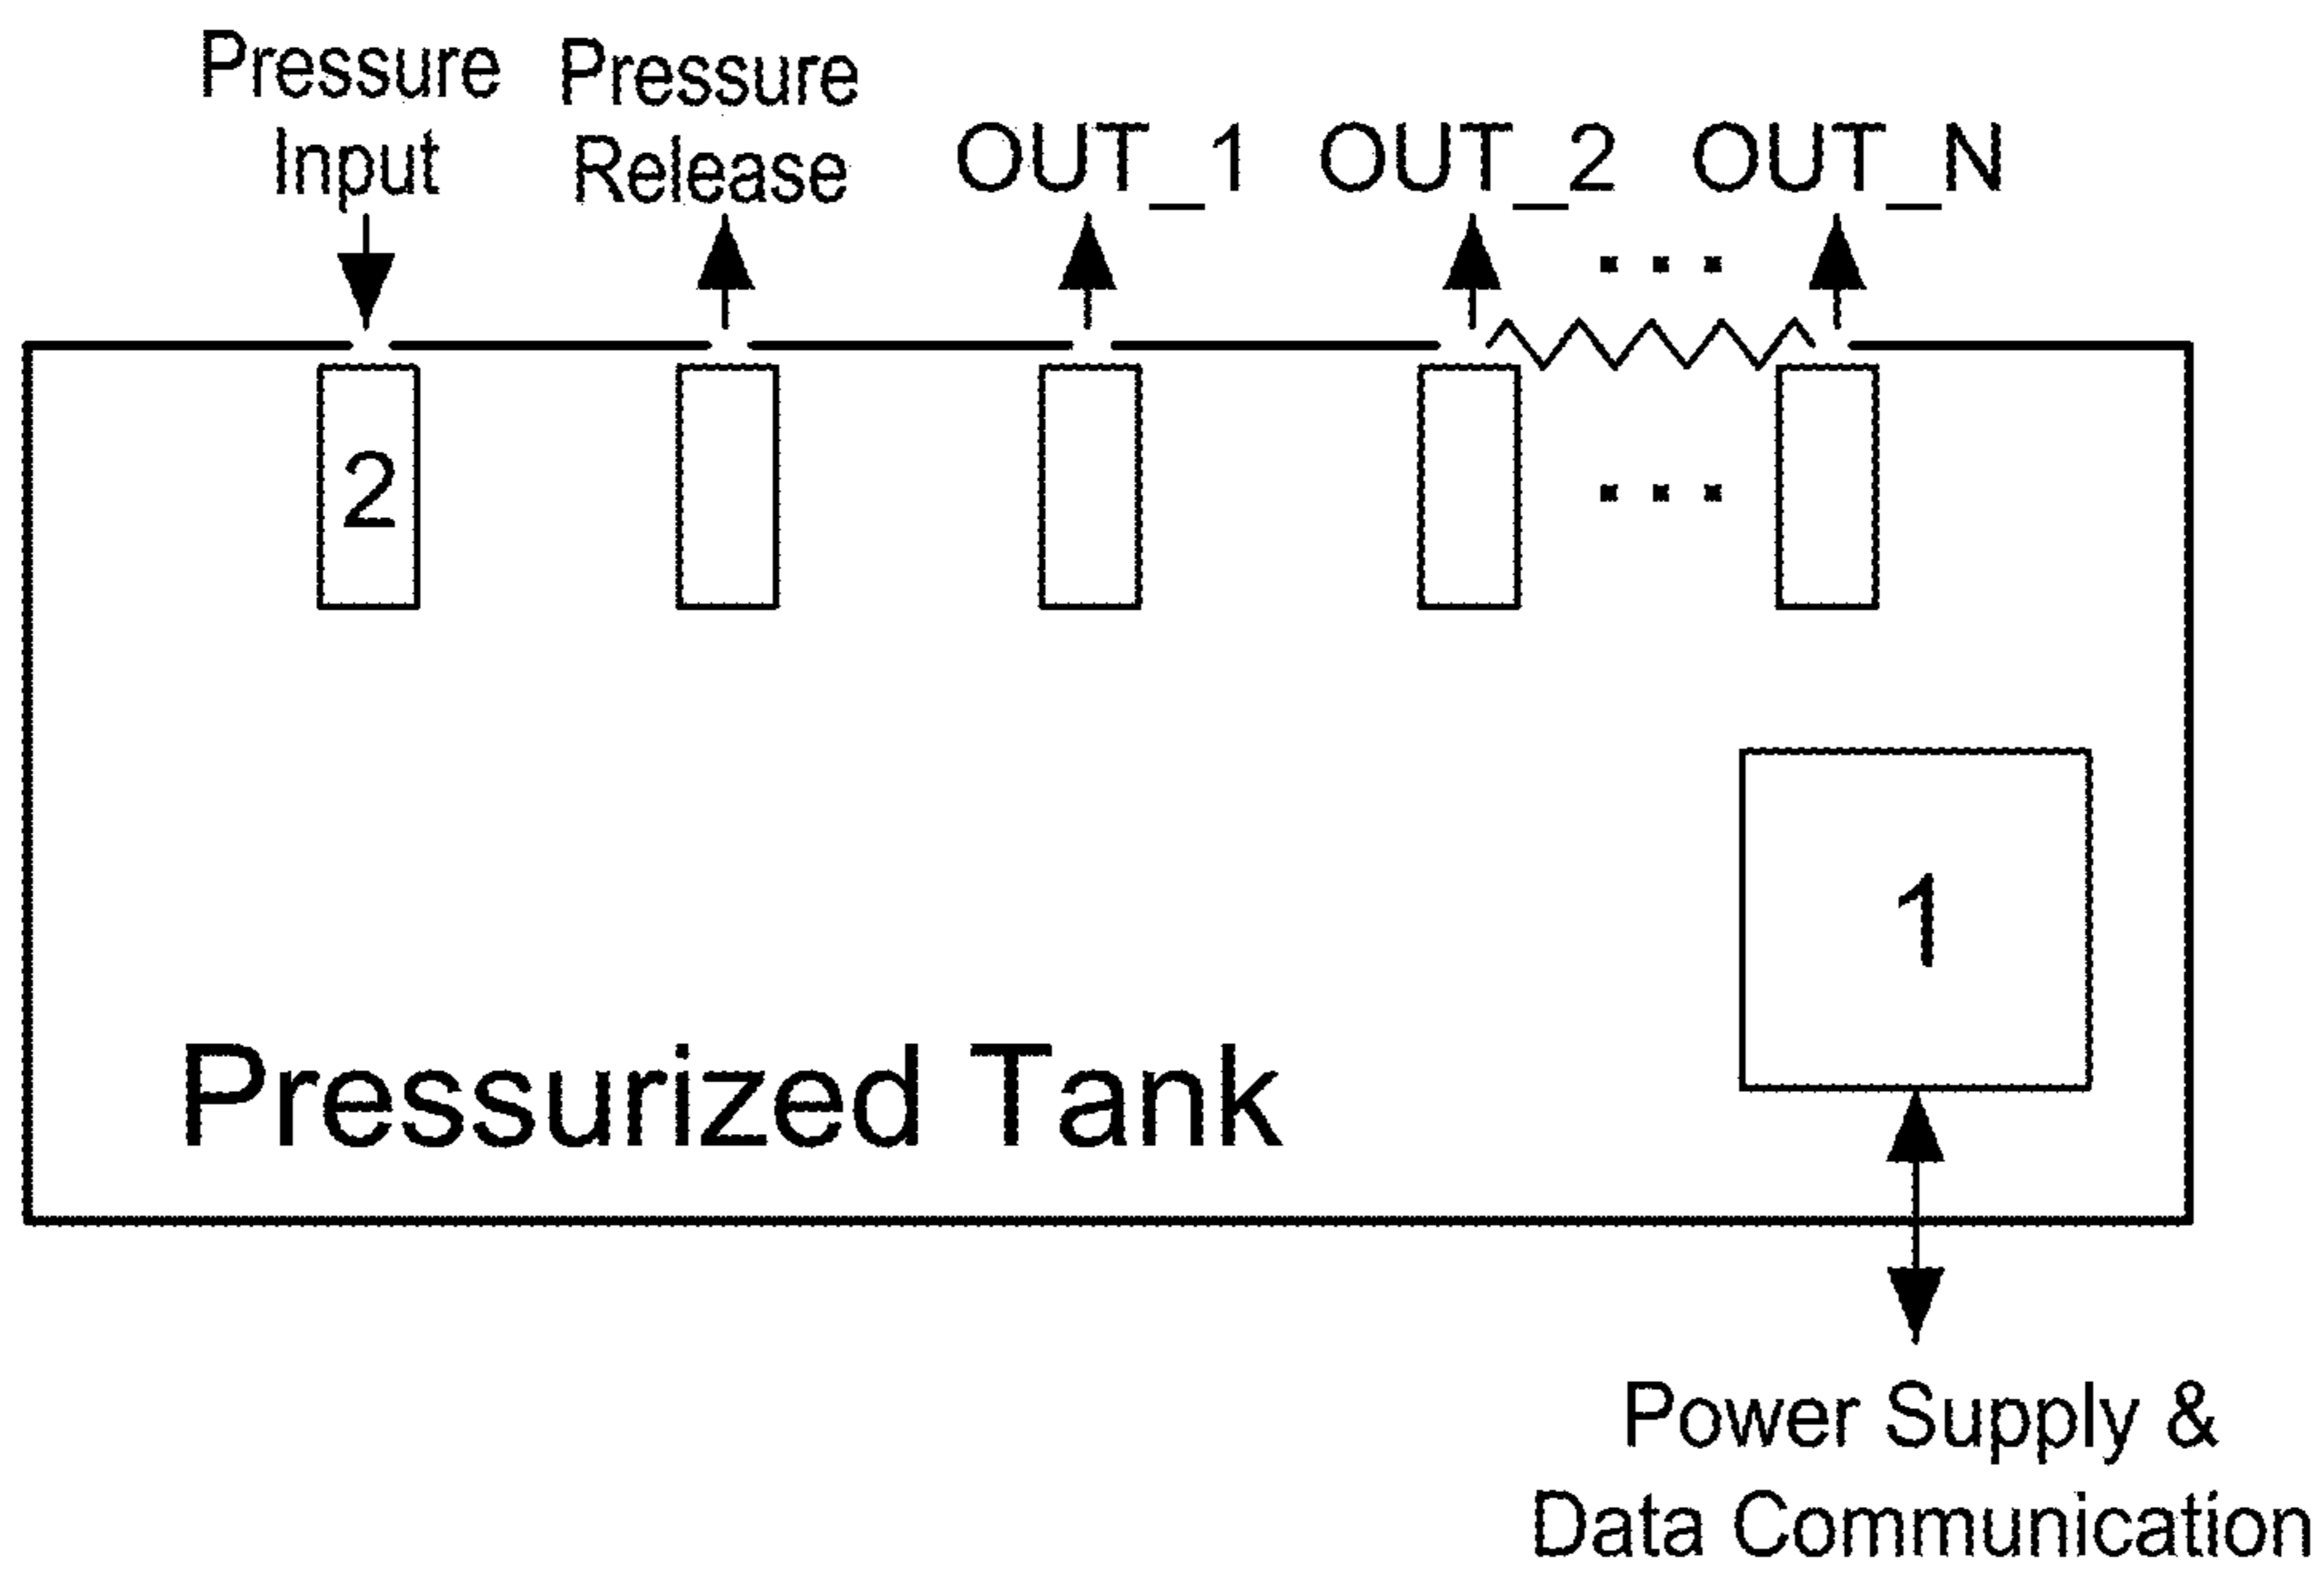 Pressure
Input
Pressure
Release
OUT_1
OUT_2
OUT_N
...
2
...
1
Pressurized Tank
Power Supply &
Data Communication